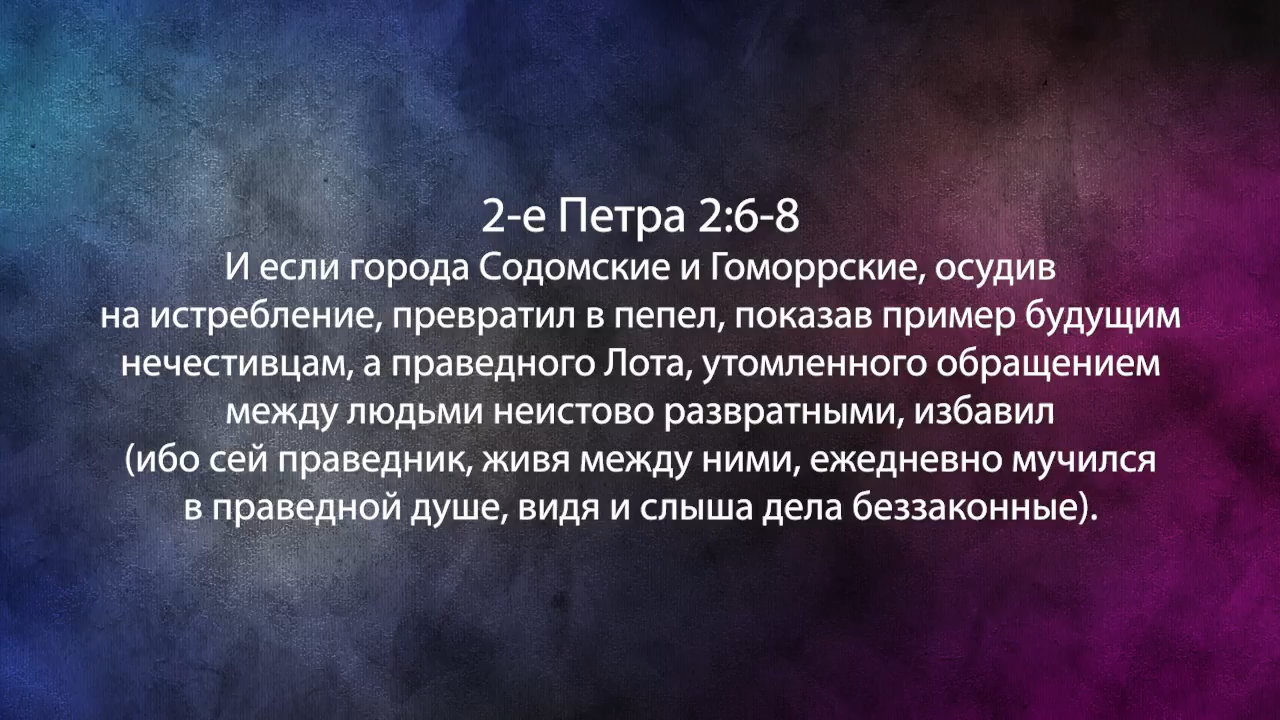 2-е Петра 2:6-8
И если города Содомские и Гоморрские, осудив
на истребление, превратил в пепел, показав пример будущим
нечестивцам, а праведного Лота, утомленного обращением
между людьми неистово развратными, избавил
(ибо сей праведник, живя между ними, ежедневно мучился
в праведной душе, видя и слыша дела беззаконные).